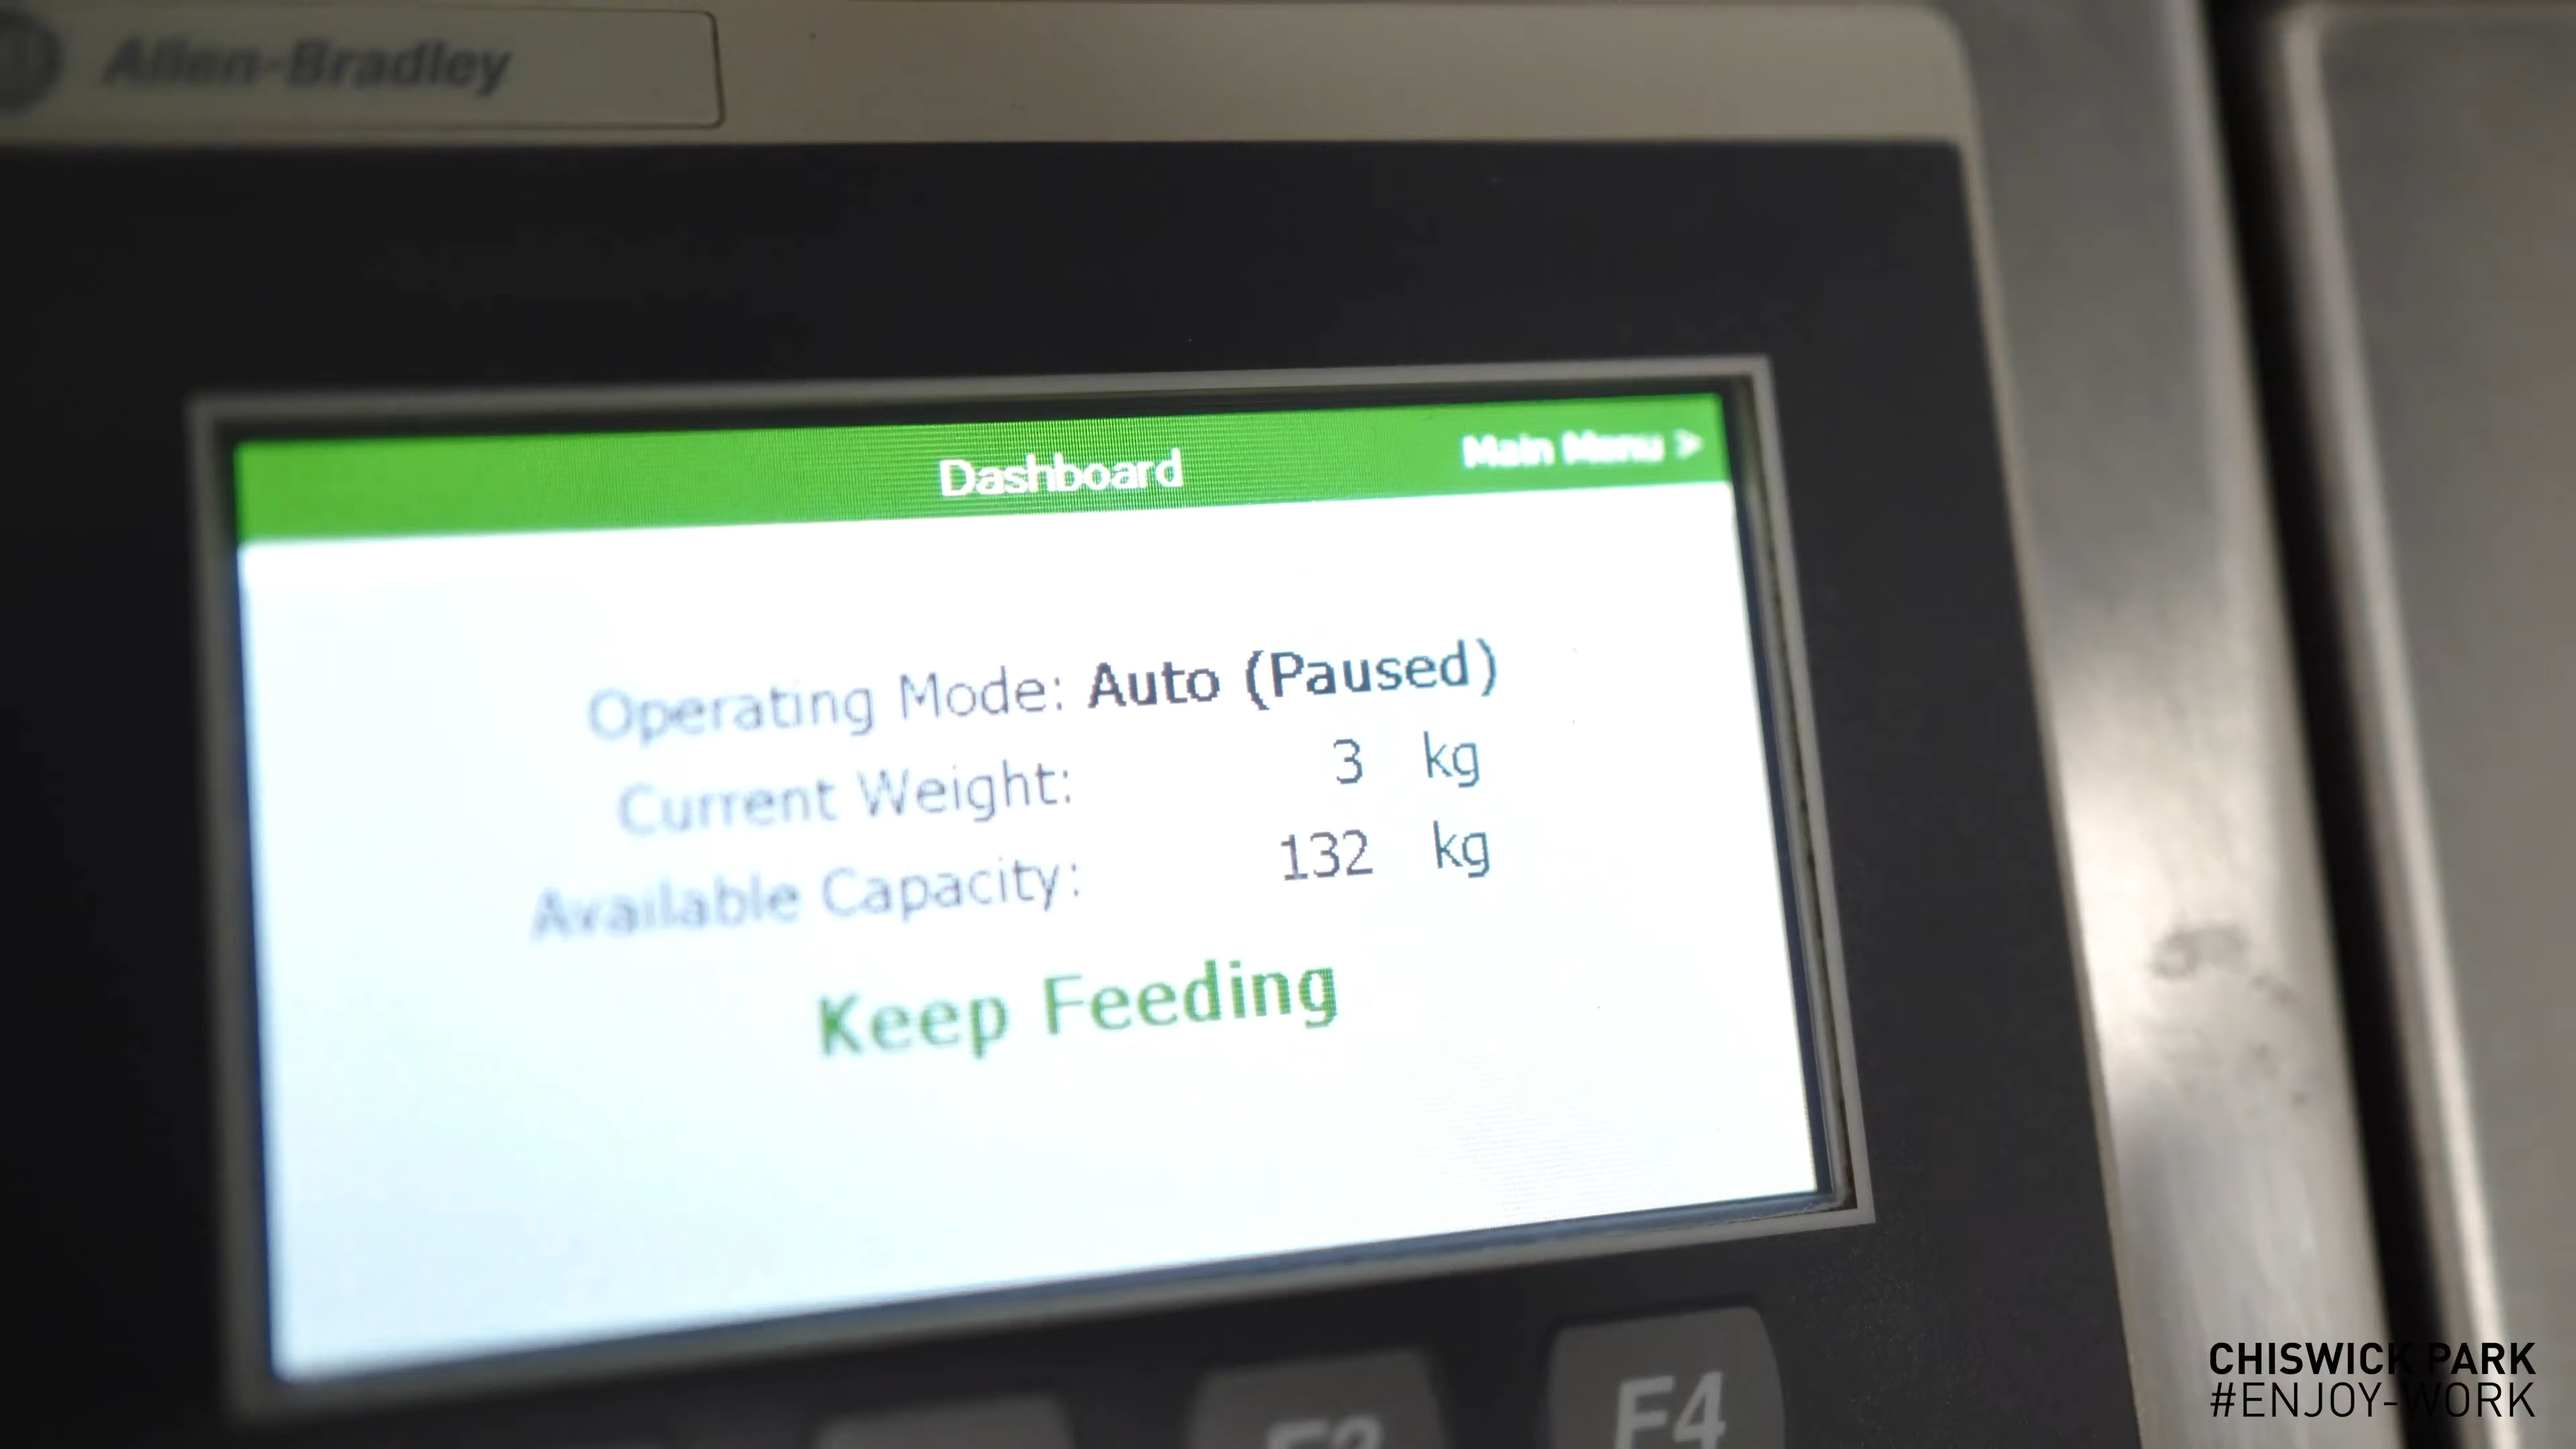 Allen-Bradley
Dashboard
Main Menu >
Operating Mode: Auto (Paused)
Current Weight: 3 kg
Available Capacity: 132 kg
Keep Feeding
F3
F4
CHISWICK PARK
#ENJOY-WORK